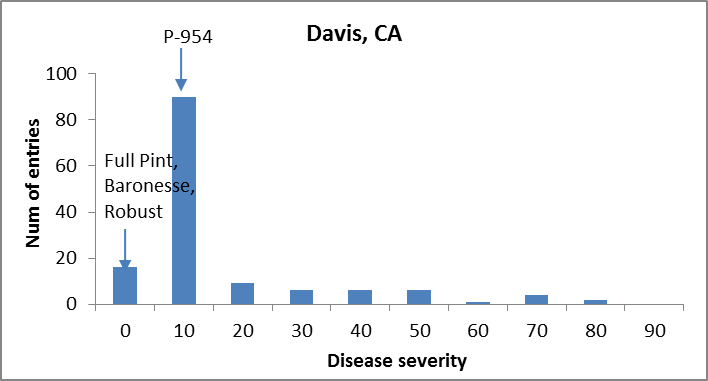 Davis, CA
P-954
Full Pint,
Baronesse,
Robust
Num of entries
100
80
60
40
20
0
0 10 20 30 40 50 60 70 80 90
Disease severity